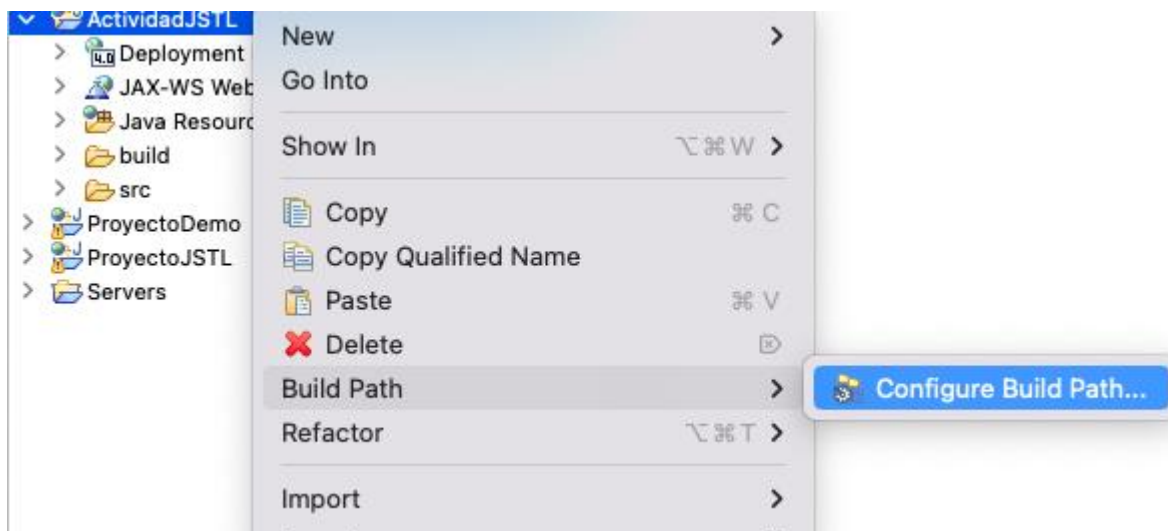 ActividadJSTL
Deployment
JAX-WS Web
Java Resourc
build
src
ProyectoDemo
ProyectoJSTL
Servers
New
Go Into
Show In ⌥⌘W
Copy ⌘ C
Copy Qualified Name
Paste ⌘ V
Delete ⌦
Build Path
Configure Build Path...
Refactor ⌥⌘T
Import